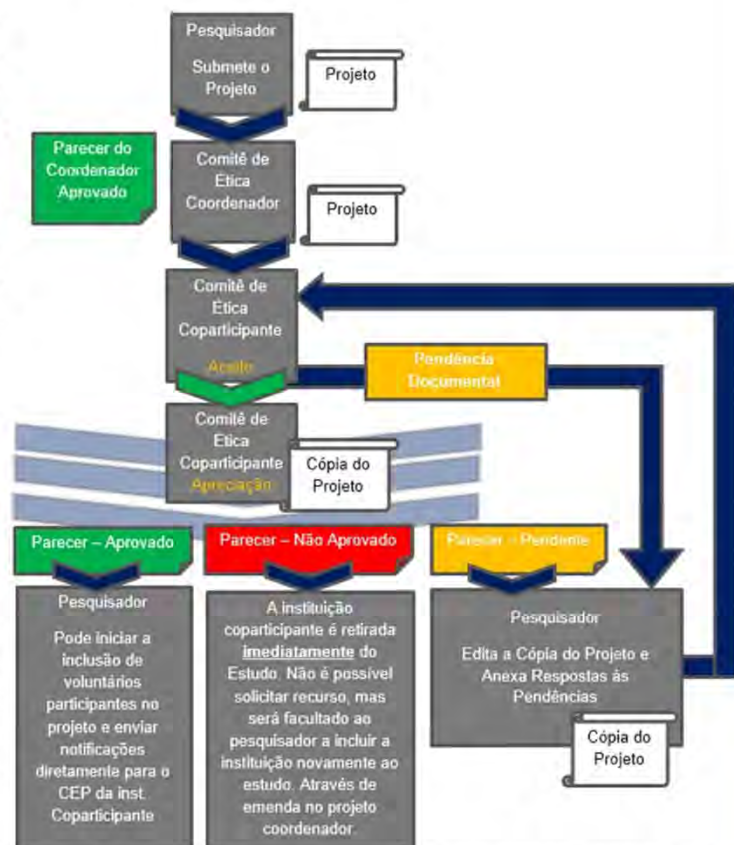 Pesquisador
Submete o
Projeto
Projeto
Parecer do
Coordenador
Aprovado
Comitê de
Ética
Coordenador
Projeto
Comitê de
Ética
Coparticipante
Aceito
Pendência
Documental
Comitê de
Ética
Coparticipante
Apreciação
Cópia do
Projeto
Parecer – Aprovado
Parecer – Não Aprovado
Parecer – Pendente
Pesquisador
Pode iniciar a
inclusão de
voluntários
participantes no
projeto e enviar
notificações
diretamente para o
CEP da inst.
Coparticipante
A instituição
coparticipante é retirada
imediatamente do
Estudo. Não é possível
solicitar recurso, mas
será facultado ao
pesquisador a incluir a
instituição novamente ao
estudo. Através de
emenda no projeto
coordenador.
Pesquisador
Edita a Cópia do Projeto e
Anexa Respostas às
Pendências
Cópia do
Projeto